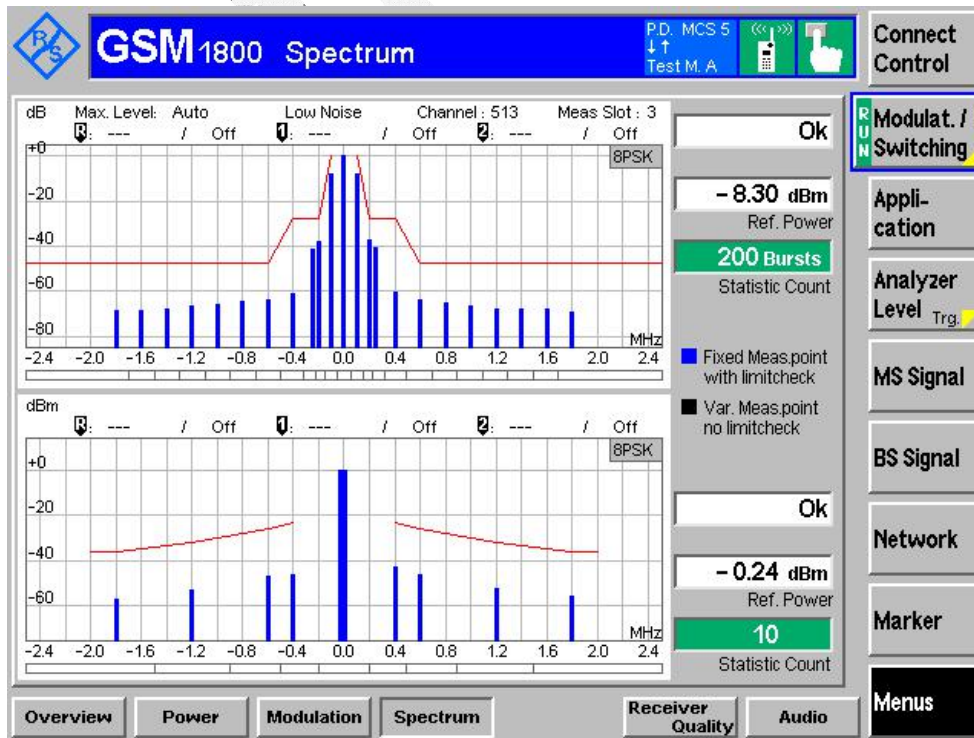 R/S
GSM 1800 Spectrum
P.D. MCS 5
↓↑
Test M. A
Connect
Control
dB Max. Level: Auto Low Noise Channel : 513 Meas Slot : 3
R: --- / Off 1: --- / Off 2: --- / Off
+0
8PSK
-20
-40
-60
-80
MHz
-2.4 -2.0 -1.6 -1.2 -0.8 -0.4 0.0 0.4 0.8 1.2 1.6 2.0 2.4
Ok
-8.30 dBm
Ref. Power
200 Bursts
Statistic Count
Fixed Meas.point
with limitcheck
Var. Meas.point
no limitcheck
dBm
R: --- / Off 1: --- / Off 2: --- / Off
8PSK
+0
-20
-40
-60
MHz
-2.4 -2.0 -1.6 -1.2 -0.8 -0.4 0.0 0.4 0.8 1.2 1.6 2.0 2.4
Ok
-0.24 dBm
Ref. Power
10
Statistic Count
RUN
Modulat. /
Switching
Appli-
cation
Analyzer
Level Trg.
MS Signal
BS Signal
Network
Marker
Menus
Overview Power Modulation Spectrum Receiver Quality Audio